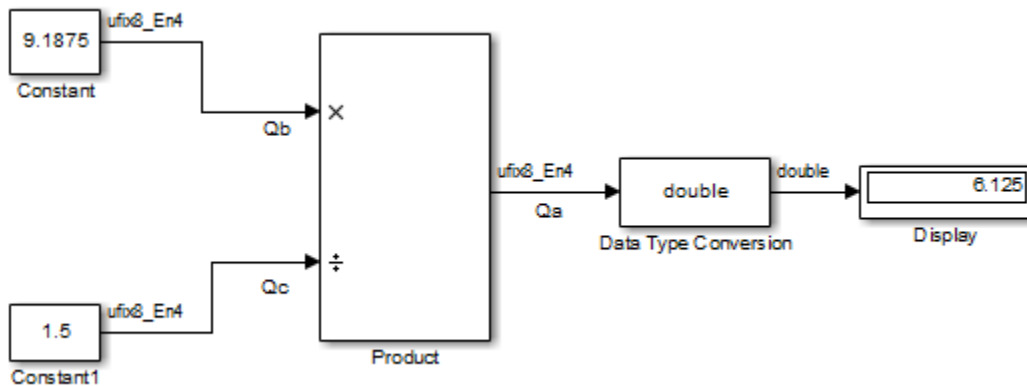 ufix8_En4
9.1875
Constant
Qb
×
ufix8_En4
Qa
double
Data Type Conversion
double
6.125
Display
÷
Qc
ufix8_En4
1.5
Constant1
Product